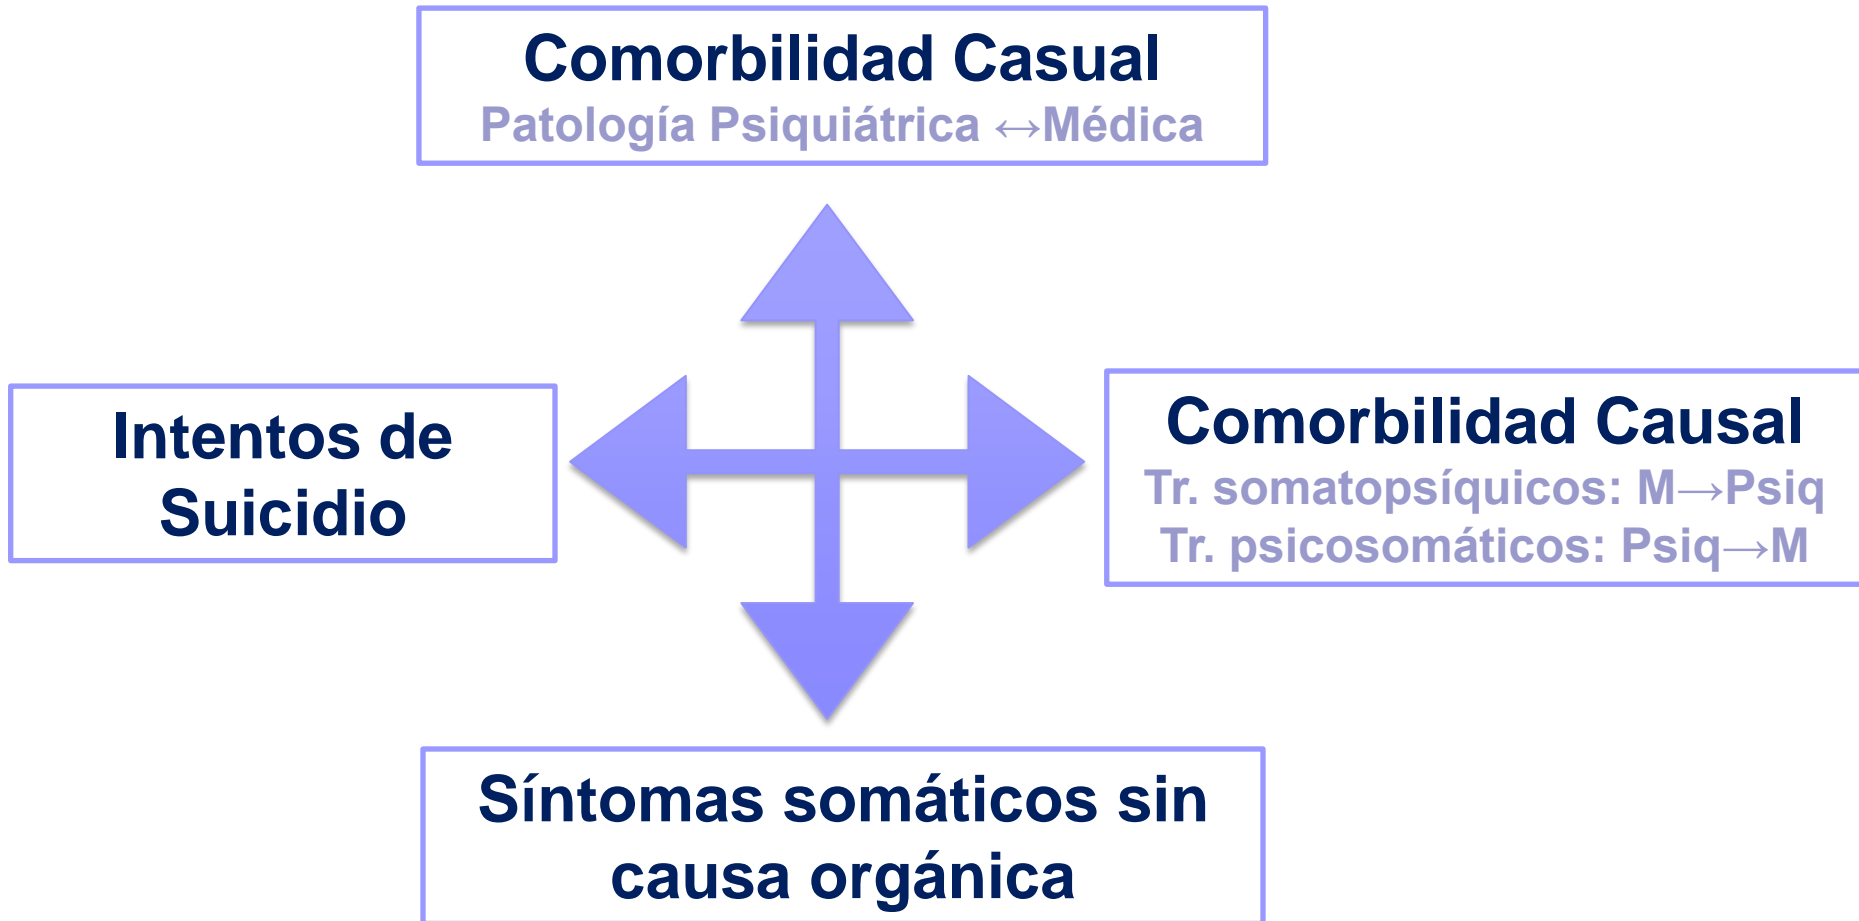 Comorbilidad Casual
Patología Psiquiátrica ↔Médica
Intentos de
Suicidio
Comorbilidad Causal
Tr. somatopsíquicos: M→Psiq
Tr. psicosomáticos: Psiq→M
Síntomas somáticos sin
causa orgánica